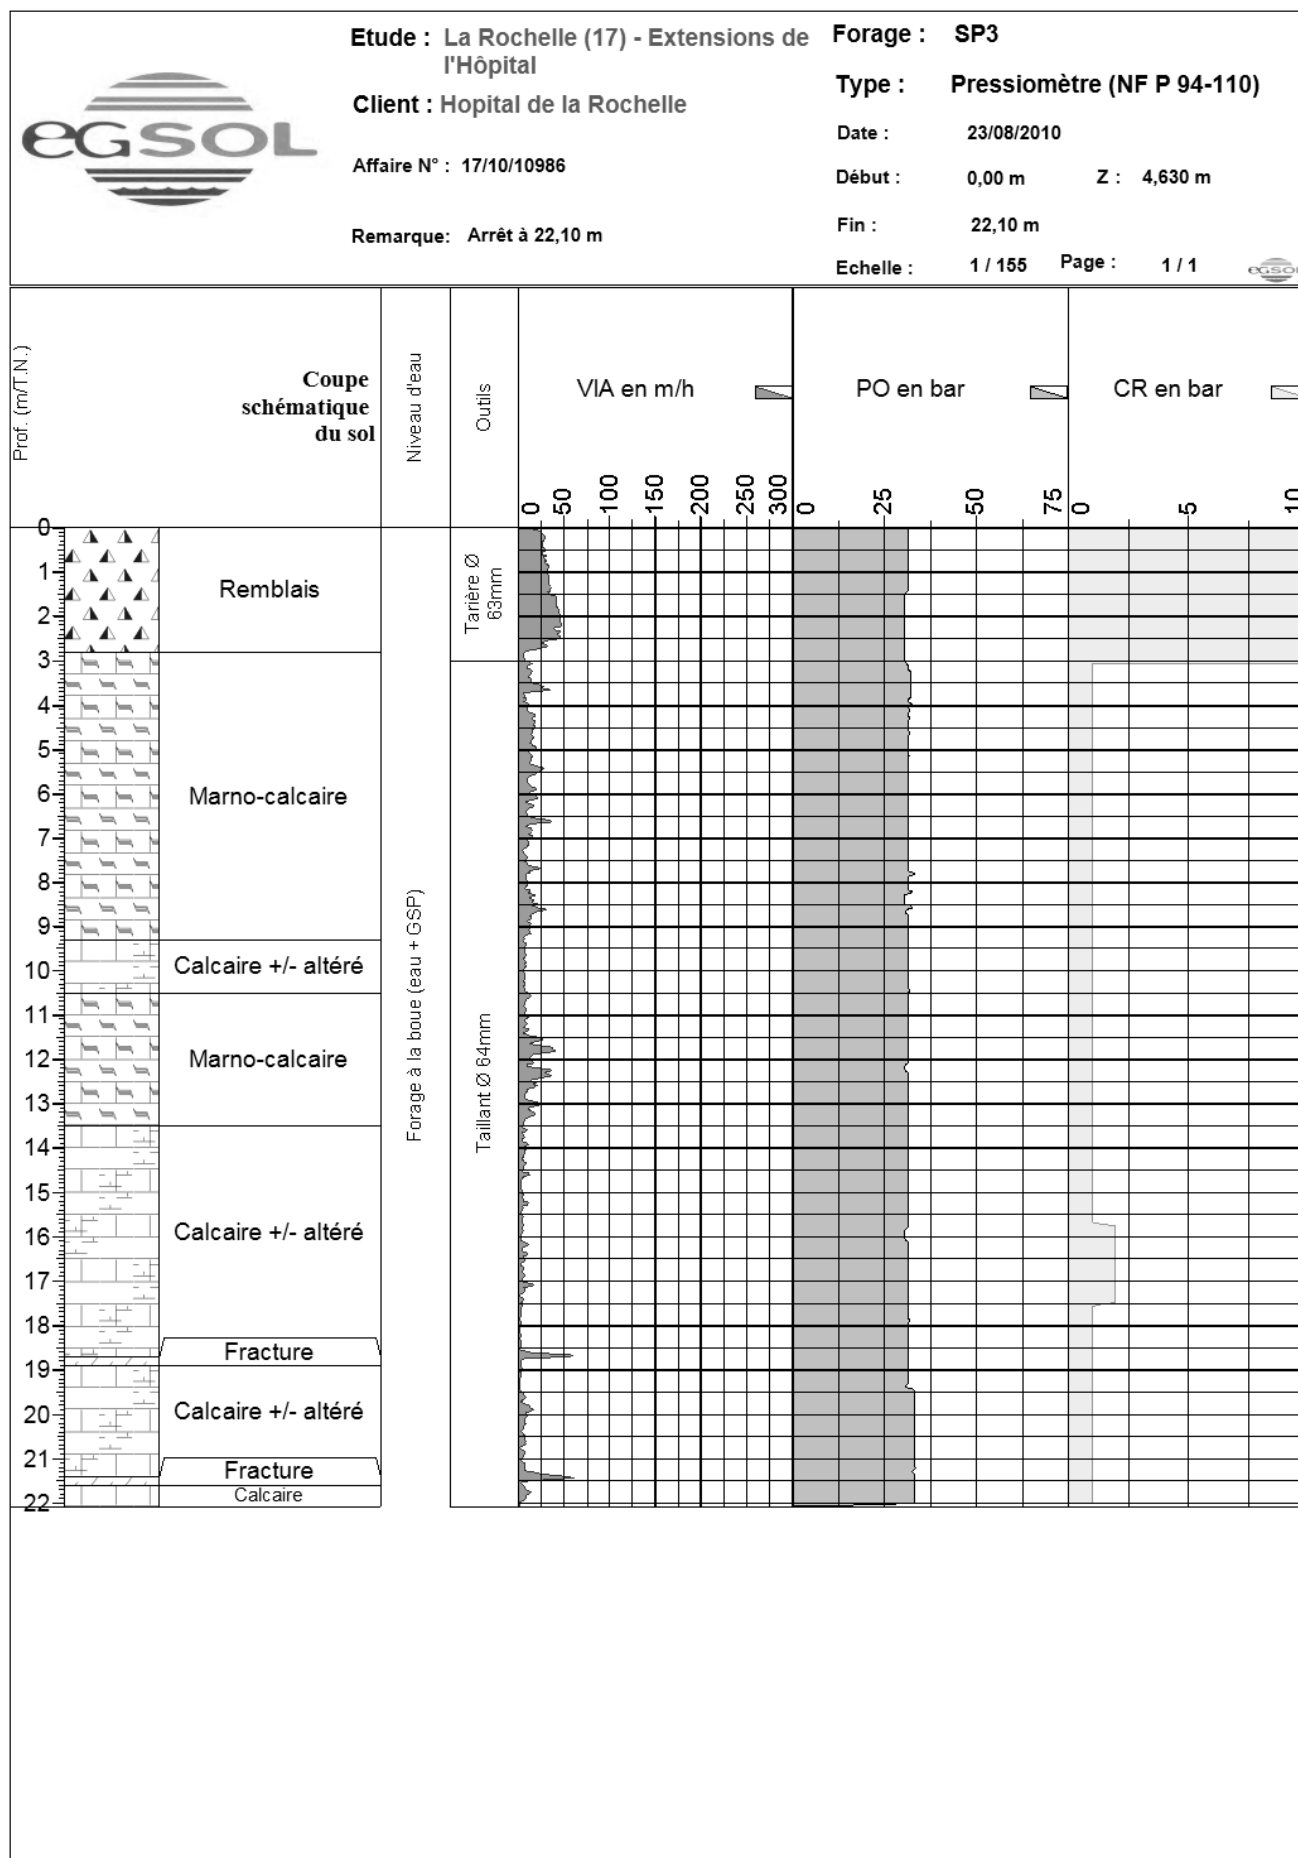 eGSOL
Etude : La Rochelle (17) - Extensions de
l'Hôpital
Client : Hopital de la Rochelle
Affaire N° : 17/10/10986
Remarque: Arrêt à 22,10 m
Forage : SP3
Type : Pressiomètre (NF P 94-110)
Date : 23/08/2010
Début : 0,00 m Z : 4,630 m
Fin : 22,10 m
Echelle : 1 / 155 Page : 1 / 1
eGSOL
Prof. (m/T.N.)
Coupe
schématique
du sol
Niveau d'eau
Outils
VIA en m/h
PO en bar
CR en bar
0 50 100 150 200 250 300
0 25 50 75
0 5 10
0
1
2
3
4
5
6
7
8
9
10
11
12
13
14
15
16
17
18
19
20
21
22
Remblais
Marno-calcaire
Calcaire +/- altéré
Marno-calcaire
Calcaire +/- altéré
Fracture
Calcaire +/- altéré
Fracture
Calcaire
Forage à la boue (eau + GSP)
Tarière Ø
63mm
Taillant Ø 64mm